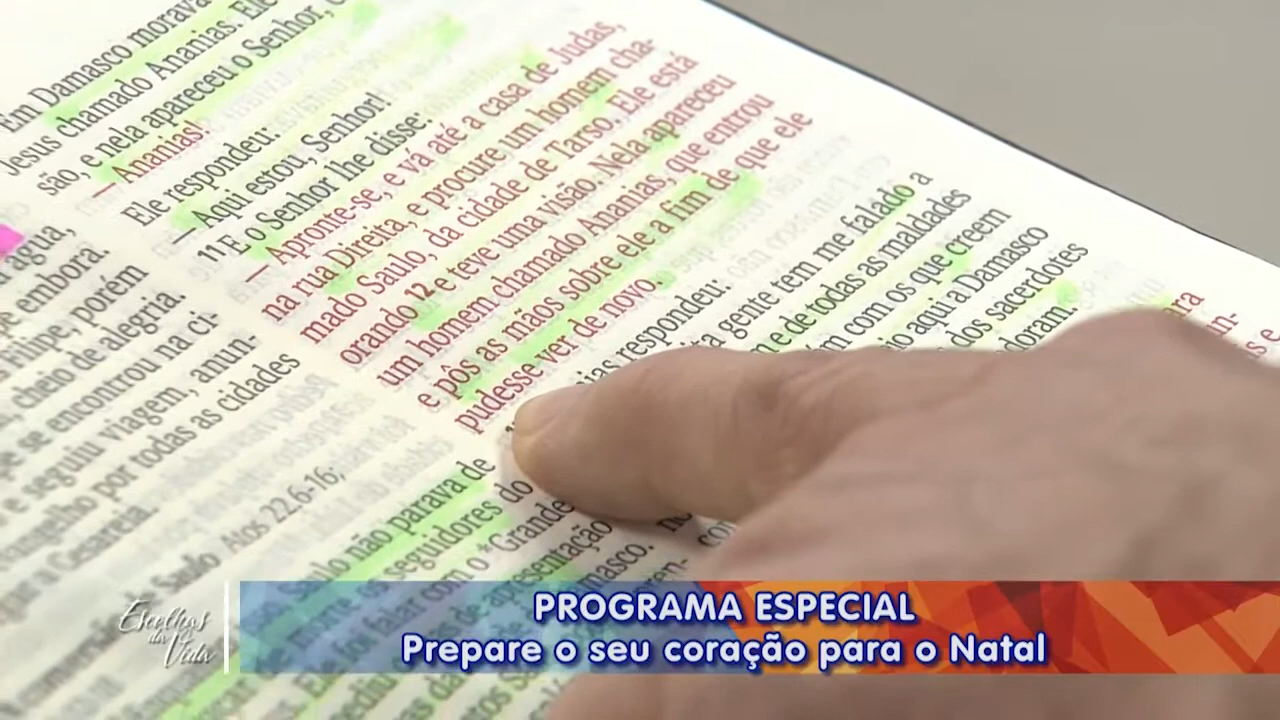 Em Damasco morava
Jesus chamado Ananias. Ele
são, e nela apareceu o Senhor,
— Ananias!
Ele respondeu:
— Aqui estou, Senhor!
11 E o Senhor lhe disse:
— Apronte-se, e vá até a casa de Judas,
na rua Direita, e procure um homem cha-
mado Saulo, da cidade de Tarso. Ele está
orando 12 e teve uma visão. Nela apareceu
um homem chamado Ananias, que entrou
e pôs as mãos sobre ele a fim de que ele
pudesse ver de novo.
respondeu:
gente tem me falado a
e de todas as maldades
com os que creem
aqui a Damasco
dos sacerdotes
água,
embora.
Filipe, porém
cheio de alegria.
se encontrou na ci-
e seguiu viagem, anun-
por todas as cidades
a Cesareia.
Saulo Atos 22.6-16;
Saulo não parava de
seguidores do
com o *Grande
de apresentação
Escolhas
da
Vida
PROGRAMA ESPECIAL
Prepare o seu coração para o Natal